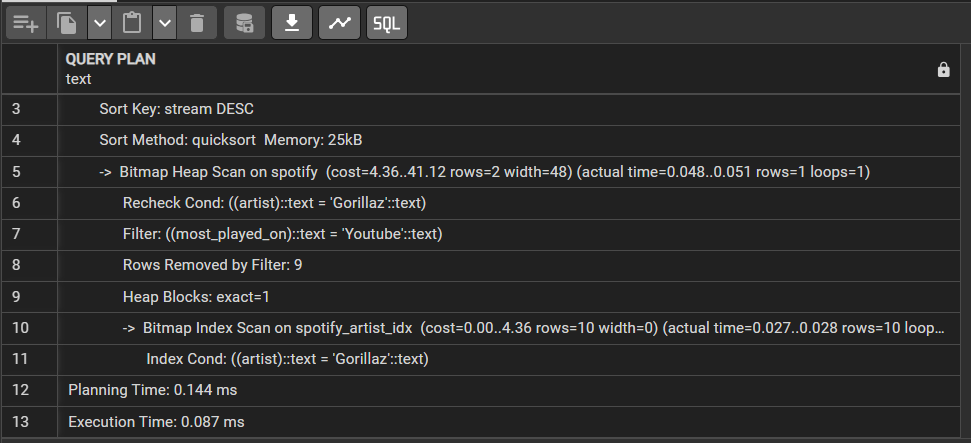 SQL
QUERY PLAN
text
3 Sort Key: stream DESC
4 Sort Method: quicksort Memory: 25kB
5 -> Bitmap Heap Scan on spotify (cost=4.36..41.12 rows=2 width=48) (actual time=0.048..0.051 rows=1 loops=1)
6 Recheck Cond: ((artist)::text = 'Gorillaz'::text)
7 Filter: ((most_played_on)::text = 'Youtube'::text)
8 Rows Removed by Filter: 9
9 Heap Blocks: exact=1
10 -> Bitmap Index Scan on spotify_artist_idx (cost=0.00..4.36 rows=10 width=0) (actual time=0.027..0.028 rows=10 loop...
11 Index Cond: ((artist)::text = 'Gorillaz'::text)
12 Planning Time: 0.144 ms
13 Execution Time: 0.087 ms